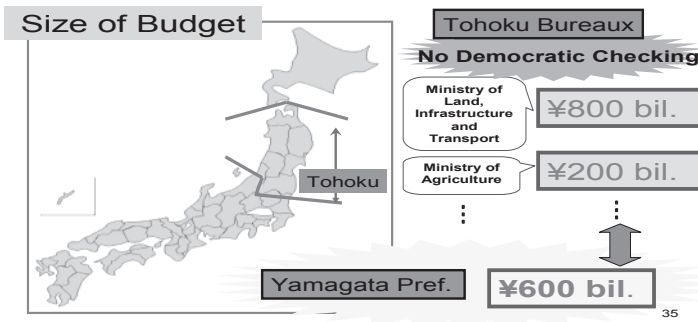 Size of Budget
Tohoku Bureaux
No Democratic Checking
Ministry of
Land,
Infrastructure
and
Transport
¥800 bil.
Ministry of
Agriculture
¥200 bil.
Tohoku
Yamagata Pref.
¥600 bil.
35